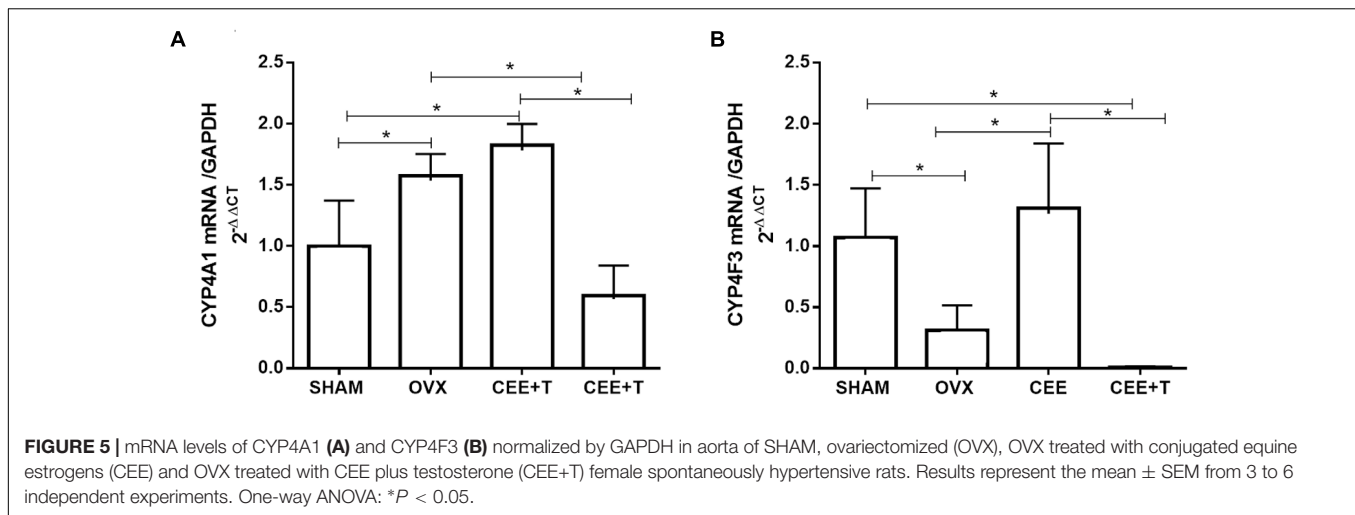 A
B
CYP4A1 mRNA /GAPDH
2-Δ ΔCT
2.5
2.0
1.5
1.0
0.5
0.0
*
*
*
*
SHAM OVX CEE+T CEE+T
CYP4F3 mRNA /GAPDH
2-Δ ΔCT
2.5
2.0
1.5
1.0
0.5
0.0
*
*
*
*
SHAM OVX CEE CEE+T
FIGURE 5 | mRNA levels of CYP4A1 (A) and CYP4F3 (B) normalized by GAPDH in aorta of SHAM, ovariectomized (OVX), OVX treated with conjugated equine
estrogens (CEE) and OVX treated with CEE plus testosterone (CEE+T) female spontaneously hypertensive rats. Results represent the mean ± SEM from 3 to 6
independent experiments. One-way ANOVA: *P < 0.05.